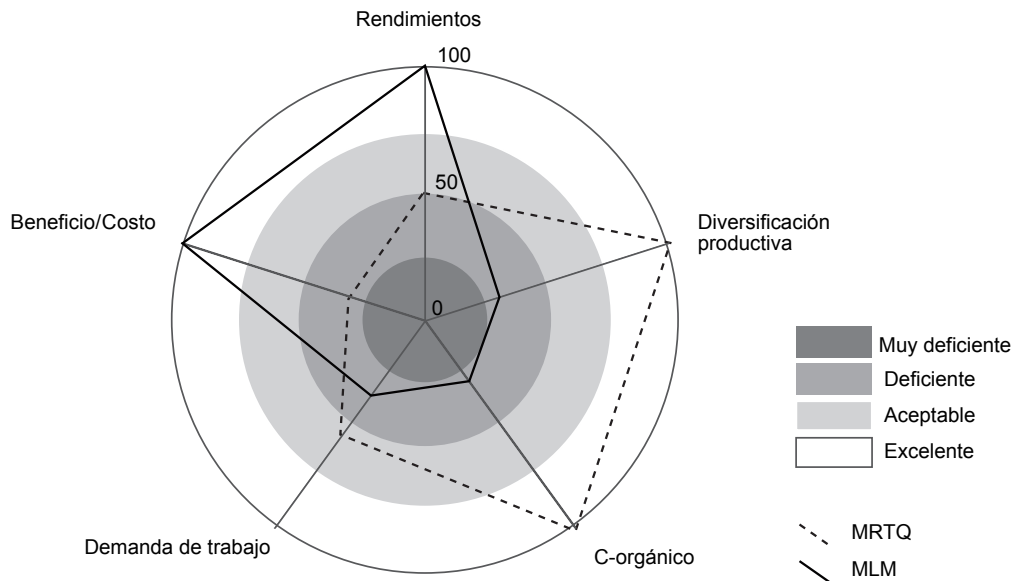 Rendimientos
100
50
Beneficio/Costo
Diversificación
productiva
0
Muy deficiente
Deficiente
Aceptable
Excelente
Demanda de trabajo
C-orgánico
MRTQ
MLM